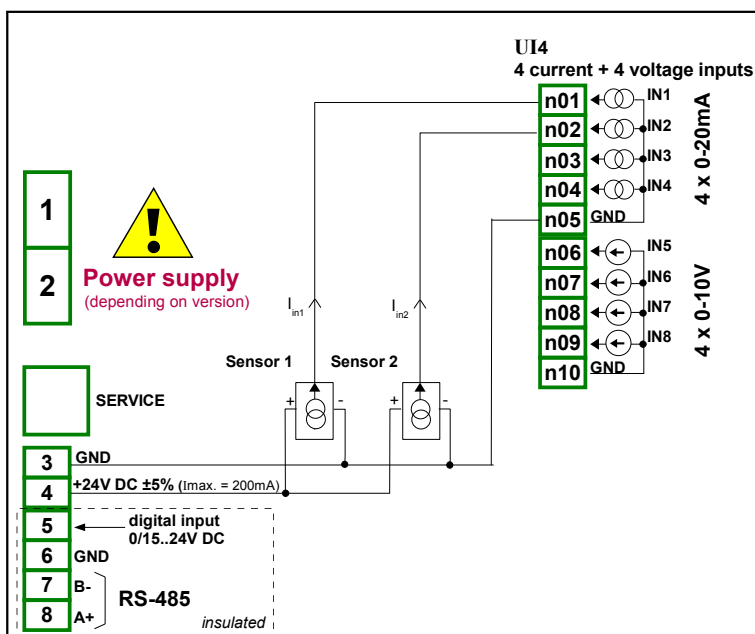 UI4
4 current + 4 voltage inputs
n01
IN1
n02
IN2
n03
IN3
n04
IN4
n05
GND
4 x 0-20mA
n06
IN5
n07
IN6
n08
IN7
n09
IN8
n10
GND
4 x 0-10V
1
2
!
Power supply
(depending on version)
Iin1
Iin2
Sensor 1
Sensor 2
+
-
+
-
SERVICE
3
GND
4
+24V DC ±5% (Imax. = 200mA)
5
digital input
0/15..24V DC
6
GND
7
B-
8
A+
RS-485
insulated